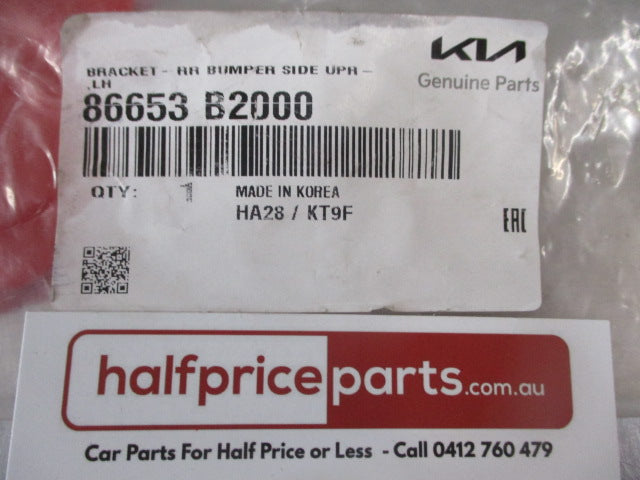 KIA
Genuine Parts
BRACKET - RR BUMPER SIDE UPR -
,LH
86653 B2000
QTY: 1 MADE IN KOREA
HA28 / KT9F
EAC
halfpriceparts.com.au
Car Parts For Half Price or Less - Call 0412 760 479